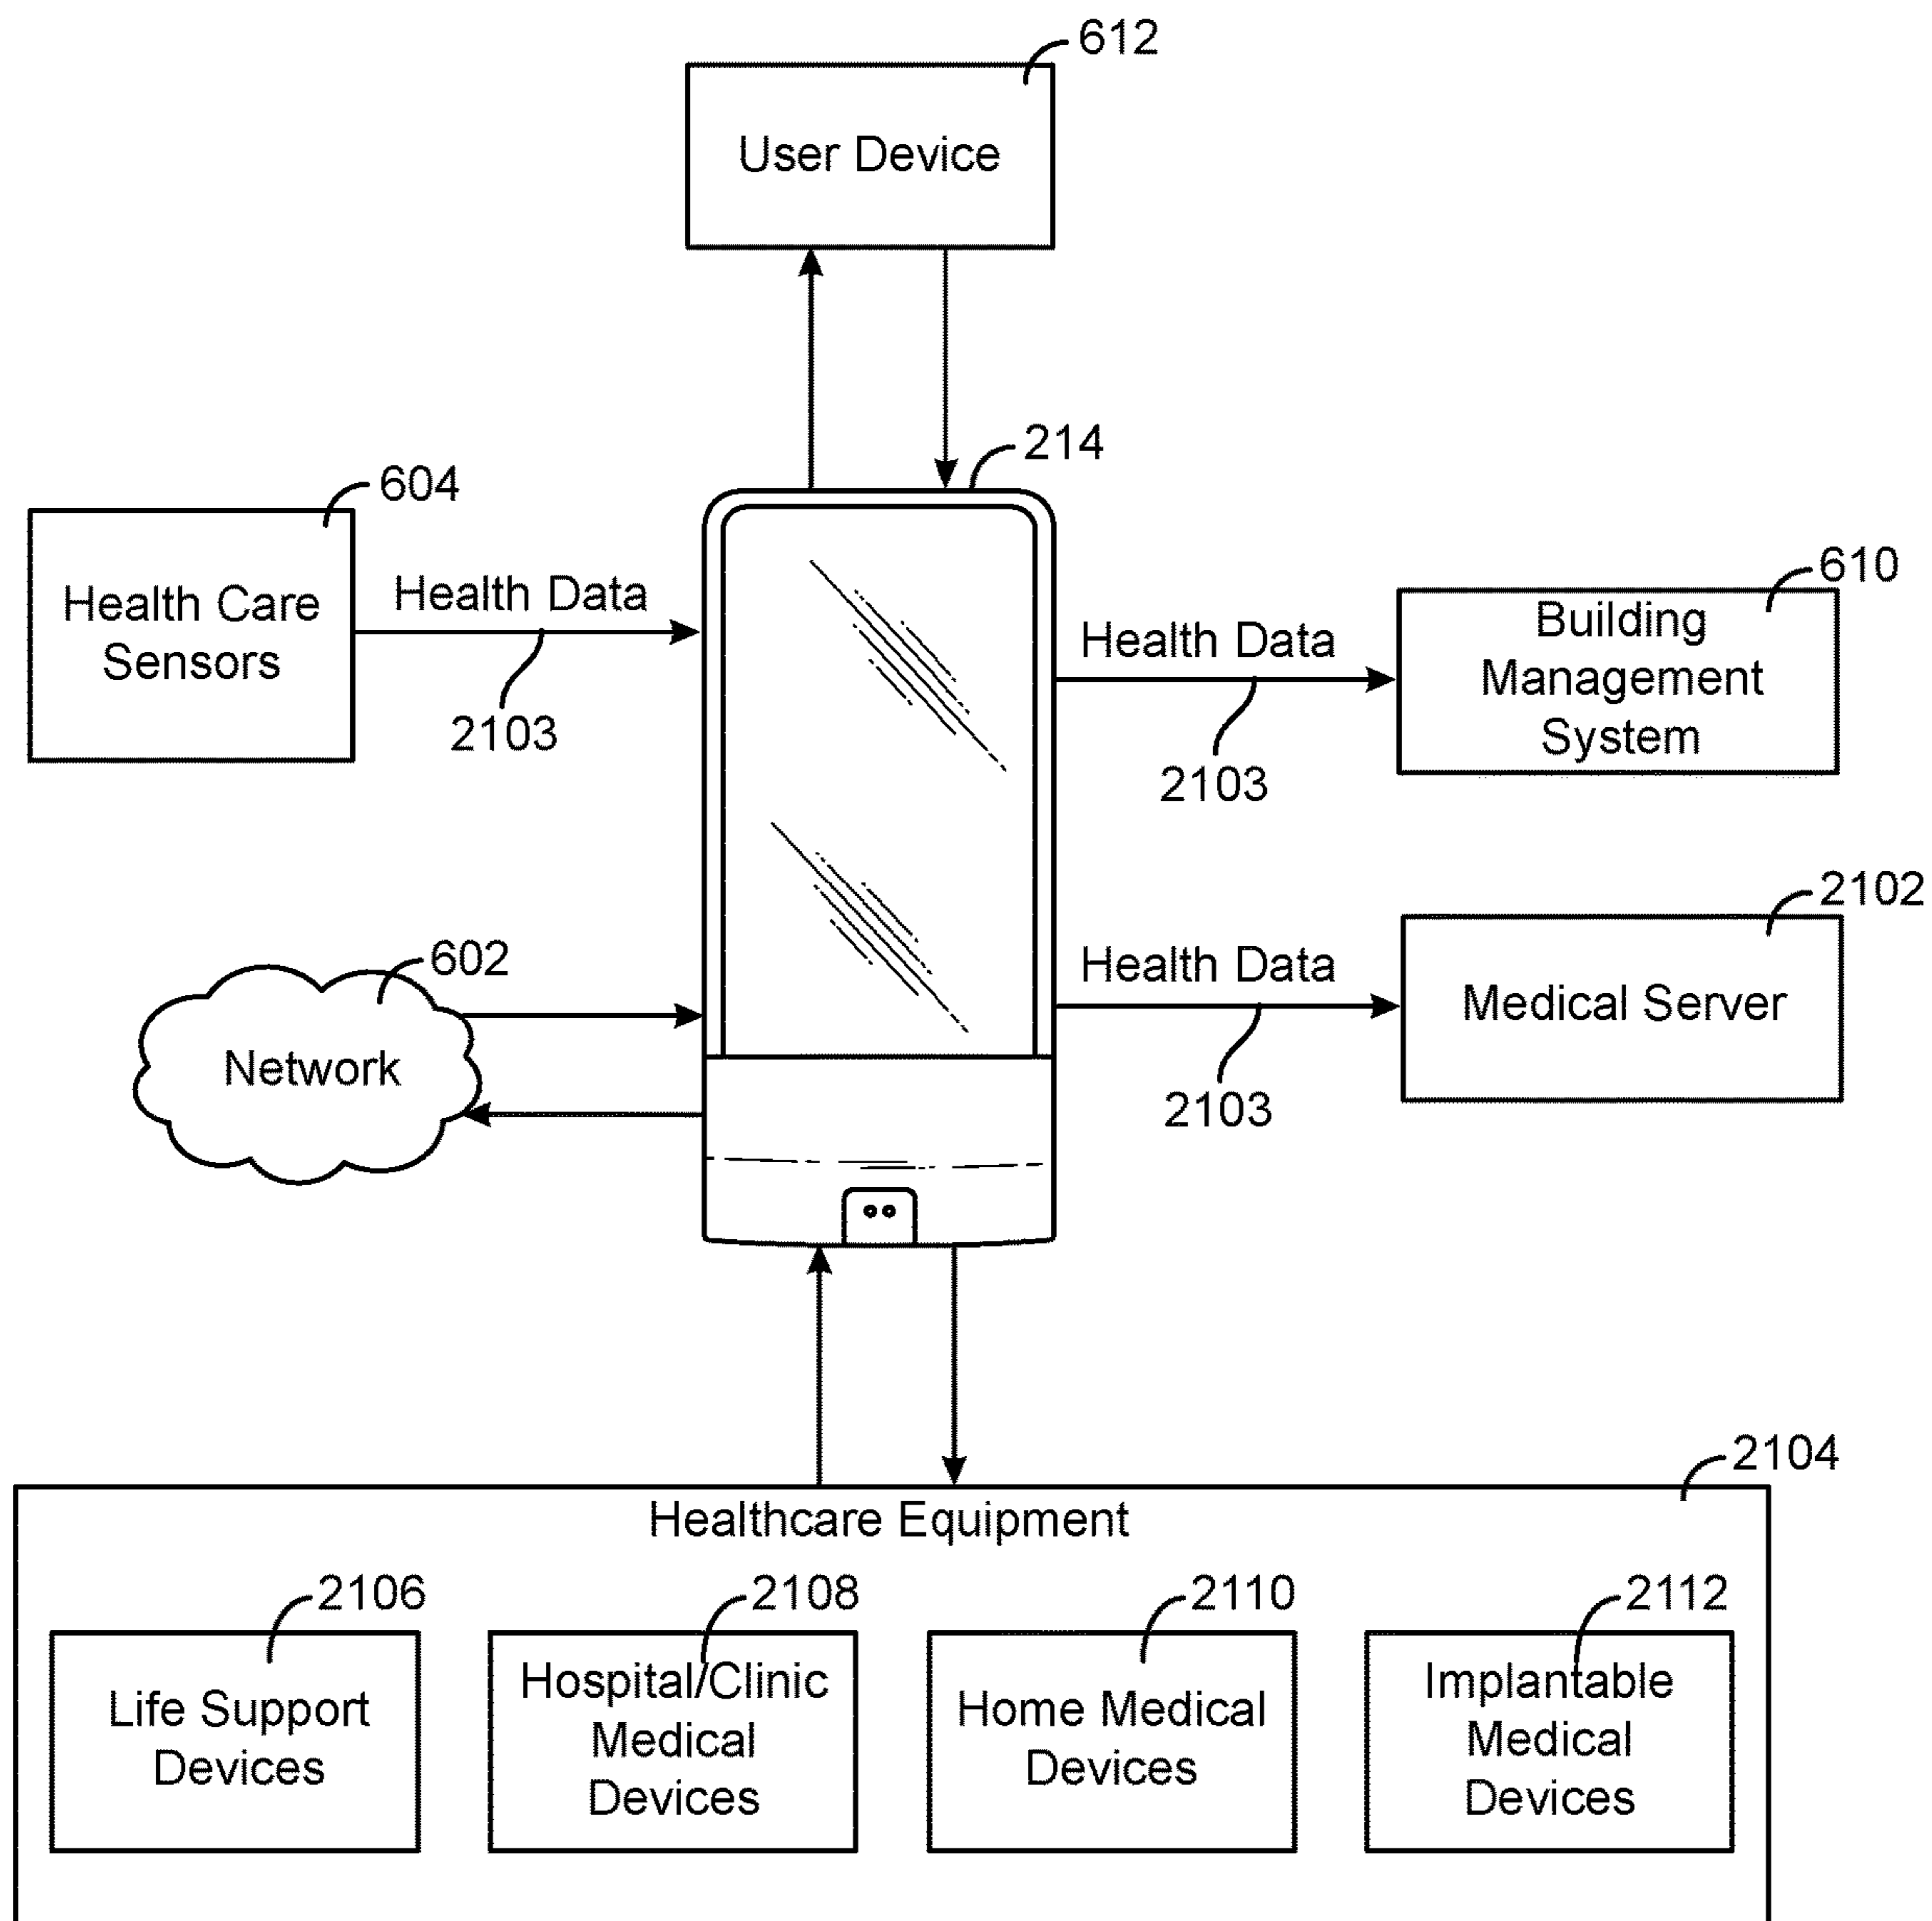 612
User Device
214
604
Health Care
Sensors
Health Data
2103
610
Building
Management
System
Health Data
2103
602
Network
2102
Medical Server
Health Data
2103
2104
Healthcare Equipment
2106
Life Support
Devices
2108
Hospital/Clinic
Medical
Devices
2110
Home Medical
Devices
2112
Implantable
Medical
Devices